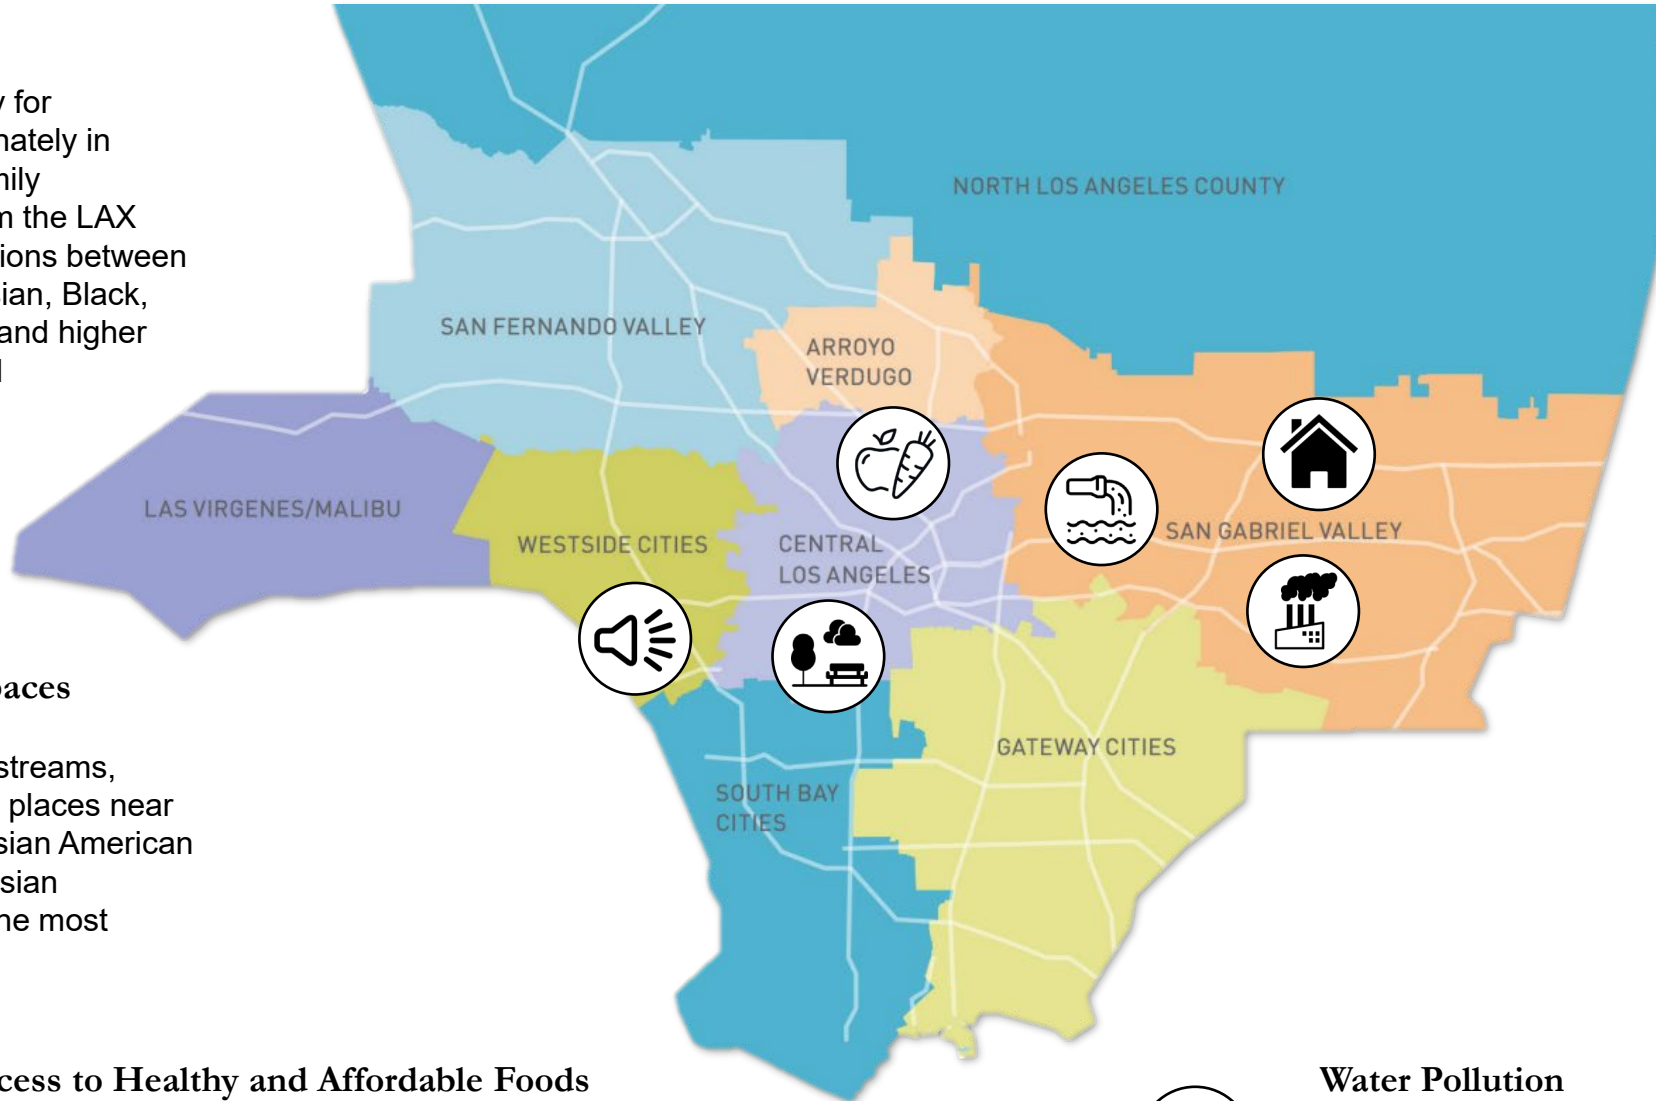 for
nately in
nily
m the LAX
ions between
ian, Black,
and higher
NORTH LOS ANGELES COUNTY
SAN FERNANDO VALLEY
ARROYO
VERDUGO
LAS VIRGENES/MALIBU
WESTSIDE CITIES
CENTRAL
LOS ANGELES
SAN GABRIEL VALLEY
GATEWAY CITIES
SOUTH BAY
CITIES
paces
streams,
places near
sian American
sian
he most
cess to Healthy and Affordable Foods
Water Pollution